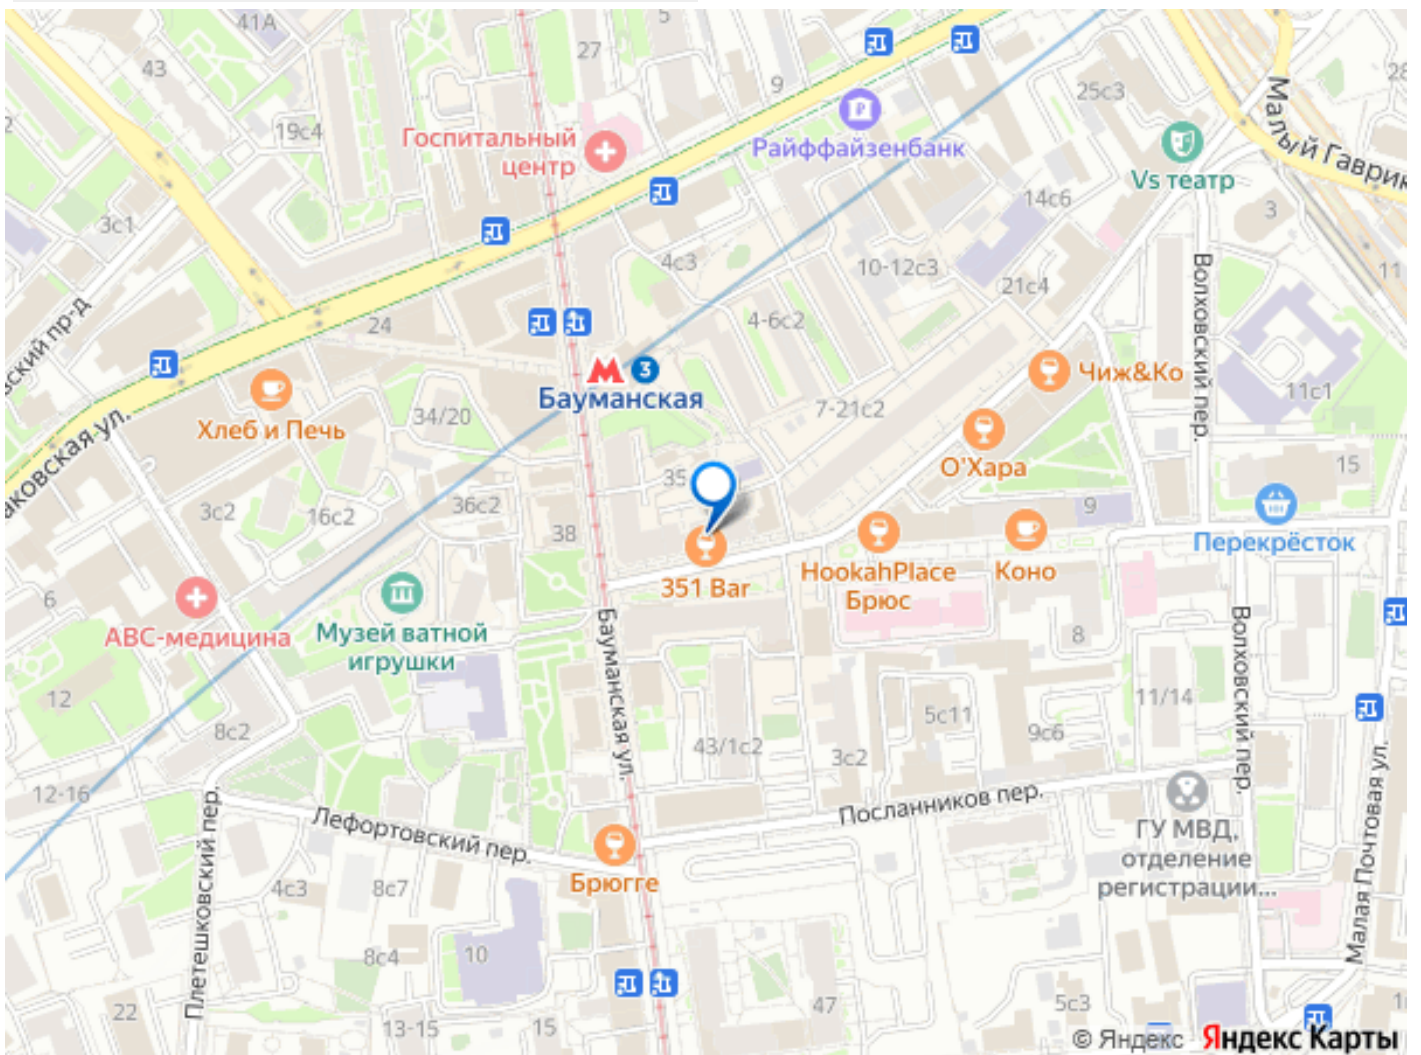 5
41А
27
43
9
25с3
28
Малый Гаврик
19с4
Госпитальный
центр
Райффайзенбанк
Vs театр
14с6
3с1
3
4с3
10-12с3
11
21с4
Волховский пер.
24
4-6с2
3
Бауманская
Чиж&Ко
11с1
ский пр-д
Хлеб и Печь
34/20
7-21с2
аковская ул.
О'Хара
35
15
3с2
16с2
36с2
38
9
Перекрёсток
351 Bar
HookahPlace
Брюс
Коно
6
АВС-медицина
Музей ватной
игрушки
Бауманская ул.
8
Волховский пер.
12
11/14
8с2
5с11
9с6
43/1с2
3с2
12-16
Посланников пер.
Лефортовский пер.
ГУ МВД,
отделение
регистрации...
Малая Почтовая ул.
Плетешковский пер.
Брюгге
4с3
8с7
8с4
10
22
13-15
15
47
5с3
© Яндекс
Яндекс Карты